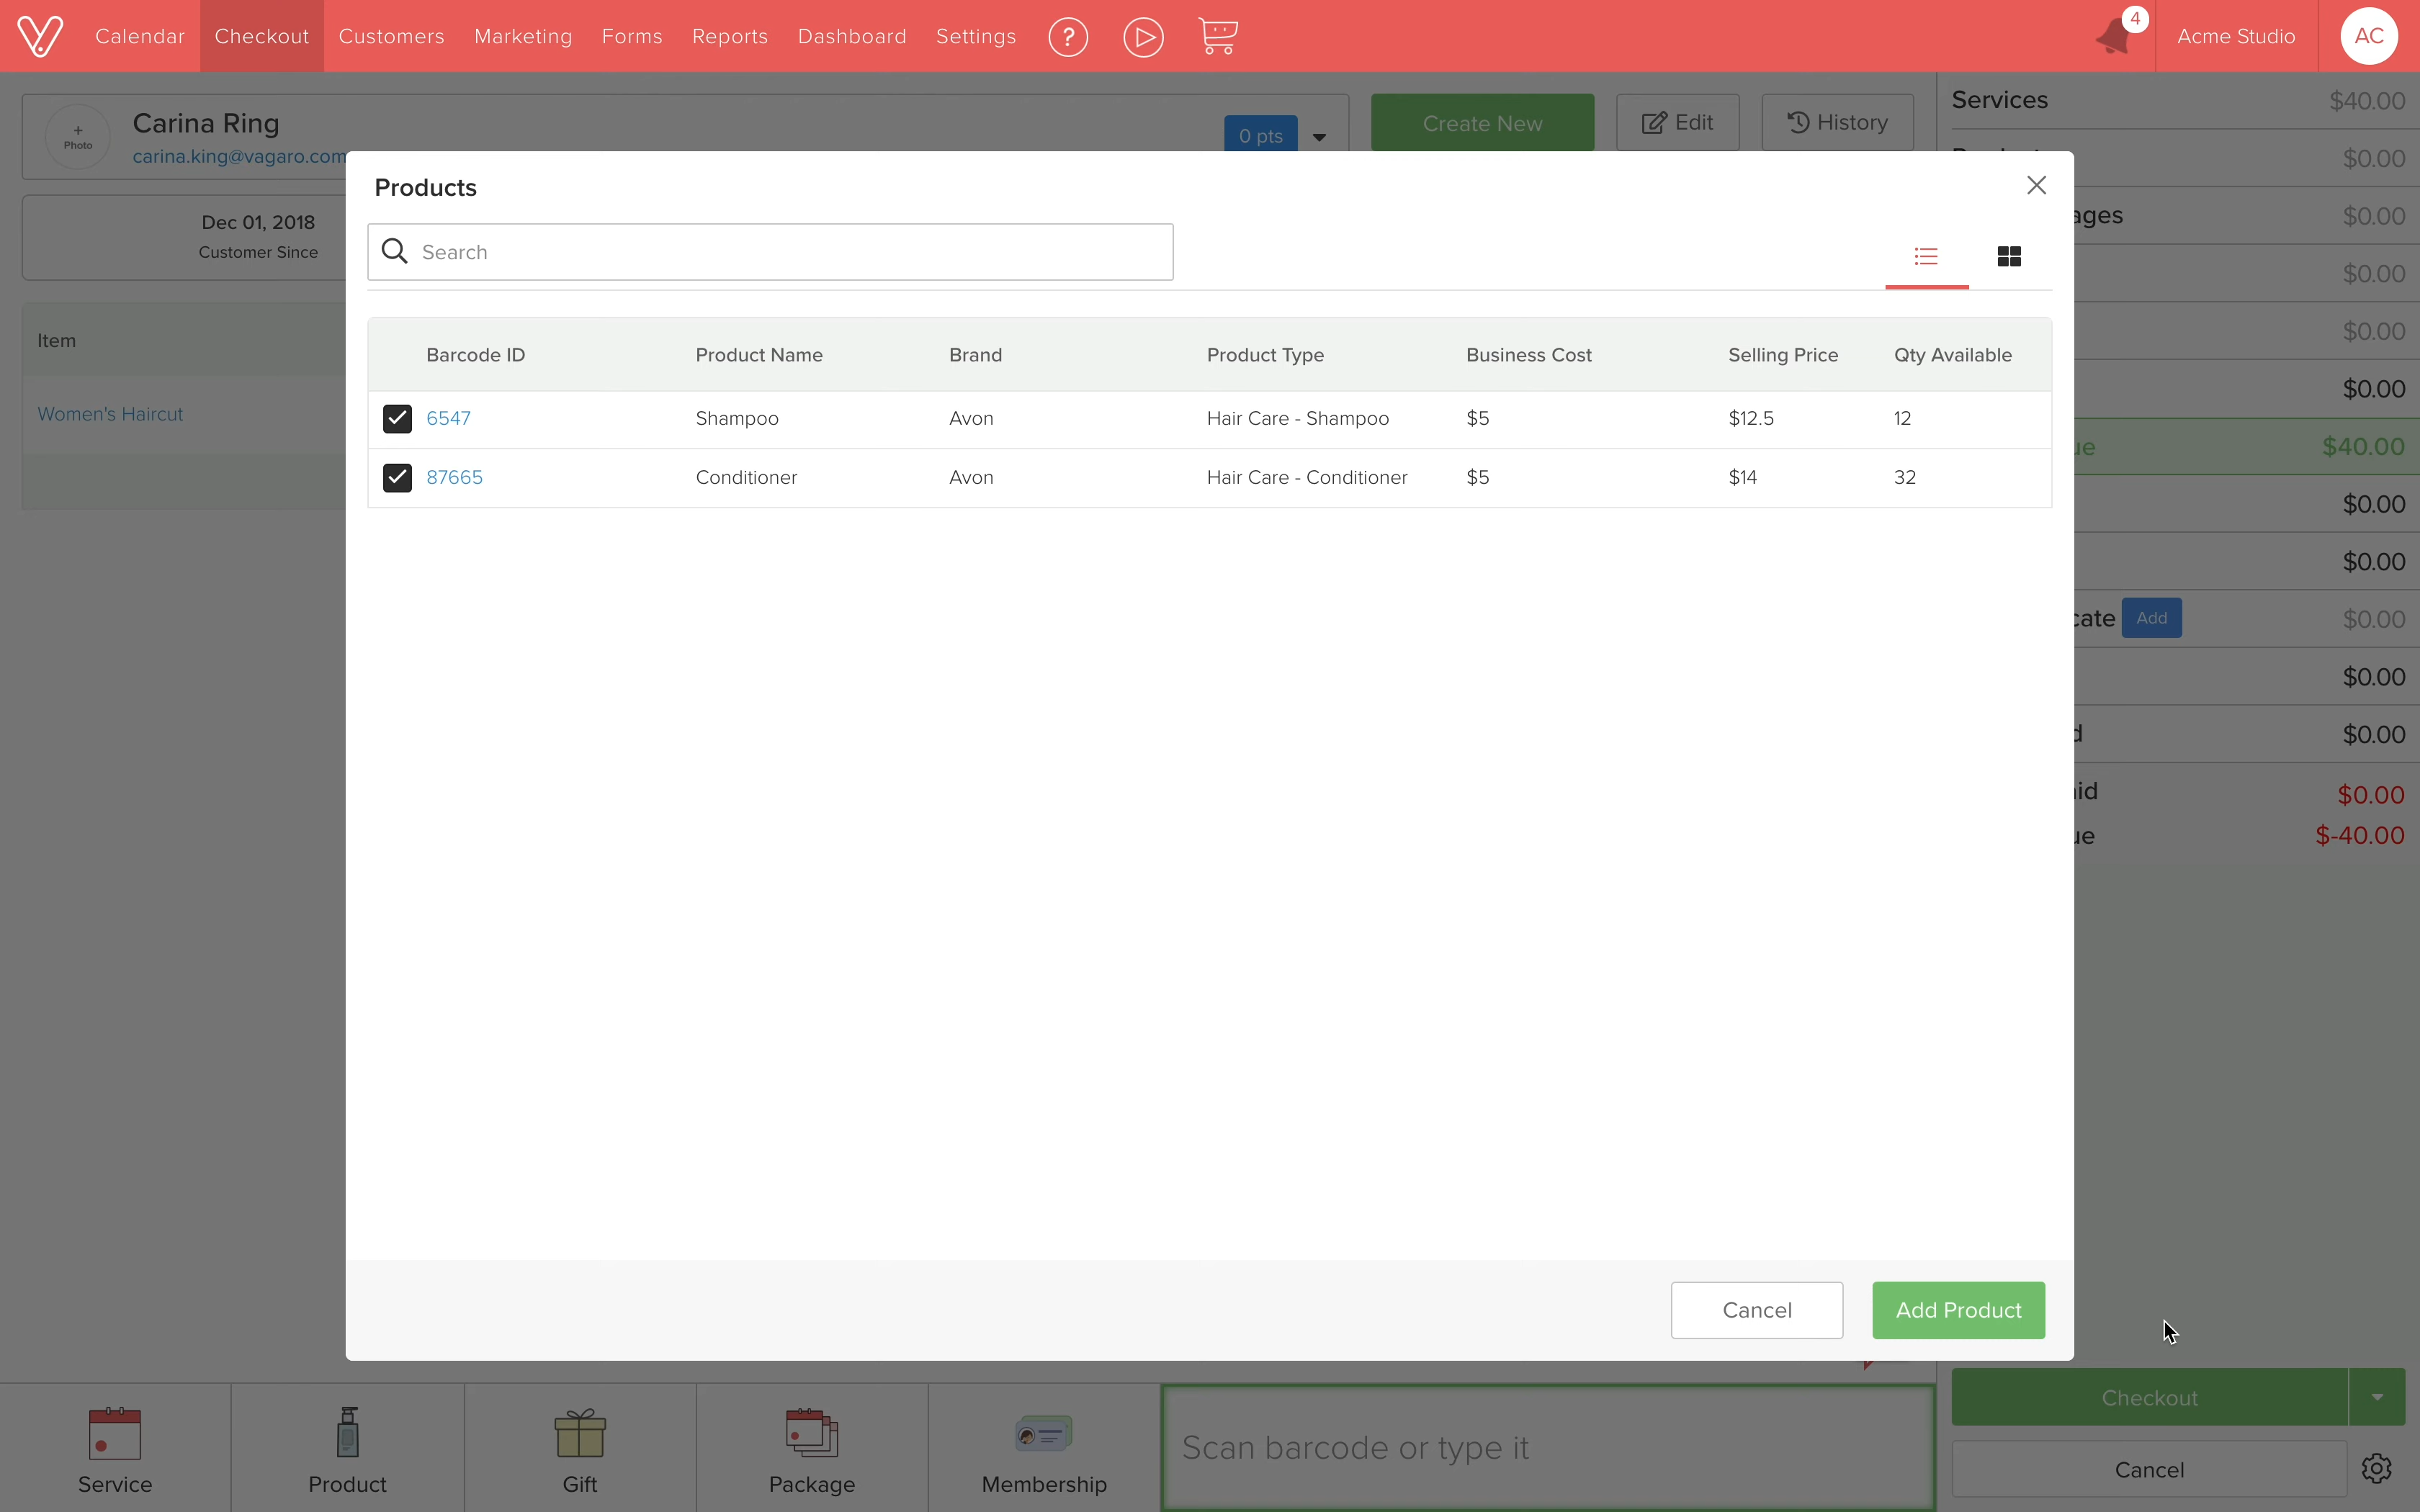 Calendar Checkout Customers Marketing Forms Reports Dashboard Settings ? 4 Acme Studio AC
+ Photo
Carina Ring
carina.king@vagaro.com
0 pts
Create New
Edit
History
Dec 01, 2018
Customer Since
Item
Women's Haircut
Products
Search
Barcode ID Product Name Brand Product Type Business Cost Selling Price Qty Available
6547 Shampoo Avon Hair Care - Shampoo $5 $12.5 12
87665 Conditioner Avon Hair Care - Conditioner $5 $14 32
Cancel
Add Product
Services $40.00
$0.00
ages $0.00
$0.00
$0.00
$0.00
ue $40.00
$0.00
$0.00
cate Add $0.00
$0.00
d $0.00
id $0.00
ue $-40.00
Service
Product
Gift
Package
Membership
Scan barcode or type it
Checkout
Cancel